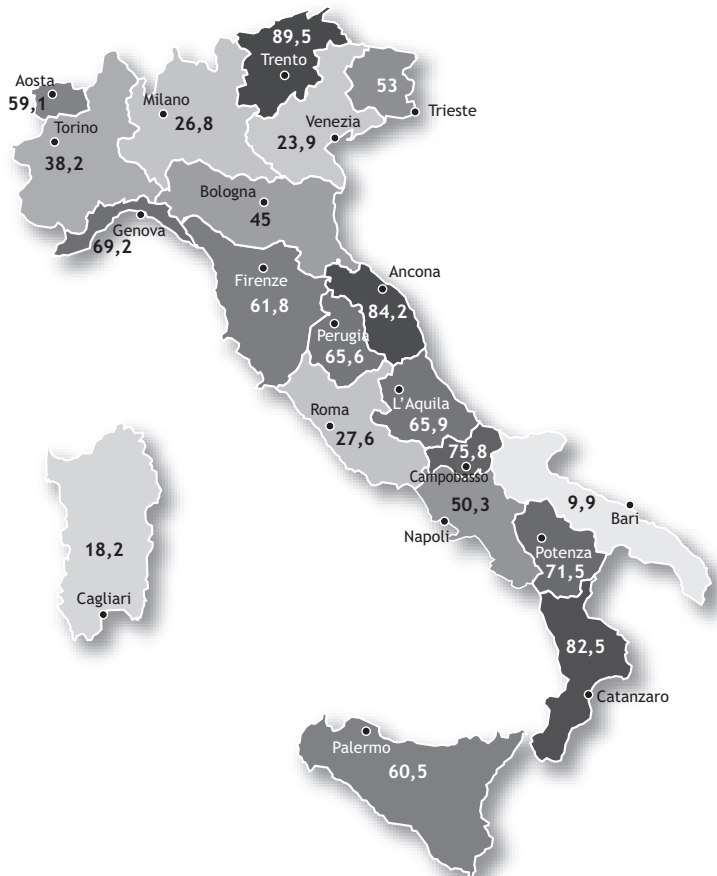 89,5
Trento
Aosta
59,1
Milano
26,8
53
Trieste
Venezia
23,9
Torino
38,2
Bologna
45
Genova
69,2
Firenze
61,8
Ancona
84,2
Perugia
65,6
L'Aquila
65,9
Roma
27,6
75,8
Campobasso
50,3
Napoli
9,9
Bari
Potenza
71,5
18,2
Cagliari
82,5
Catanzaro
Palermo
60,5